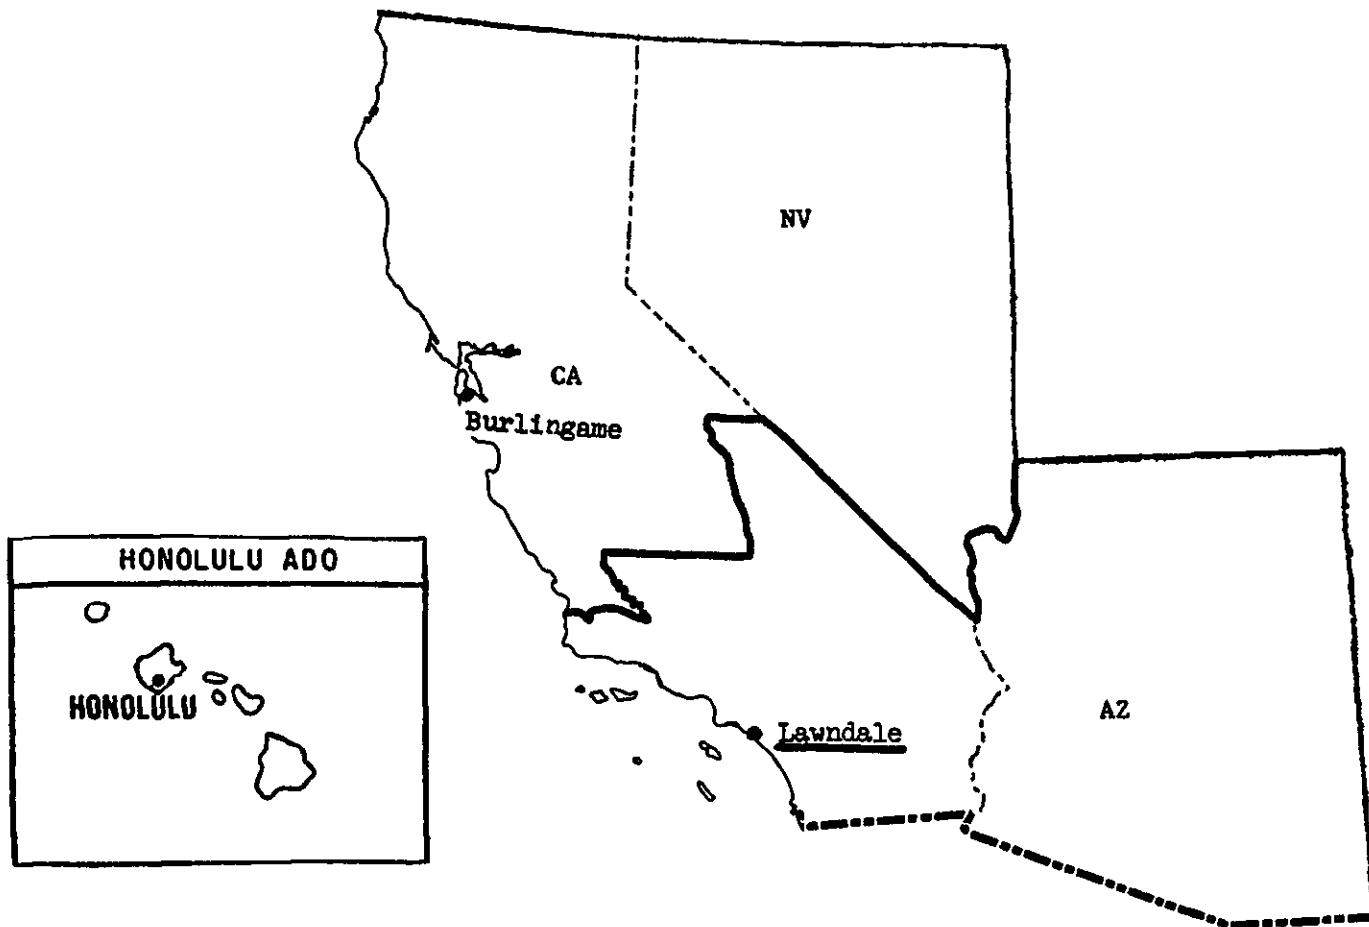 NV
CA
Burlingame
HONOLULU ADO
HONOLULU
AZ
Lawndale